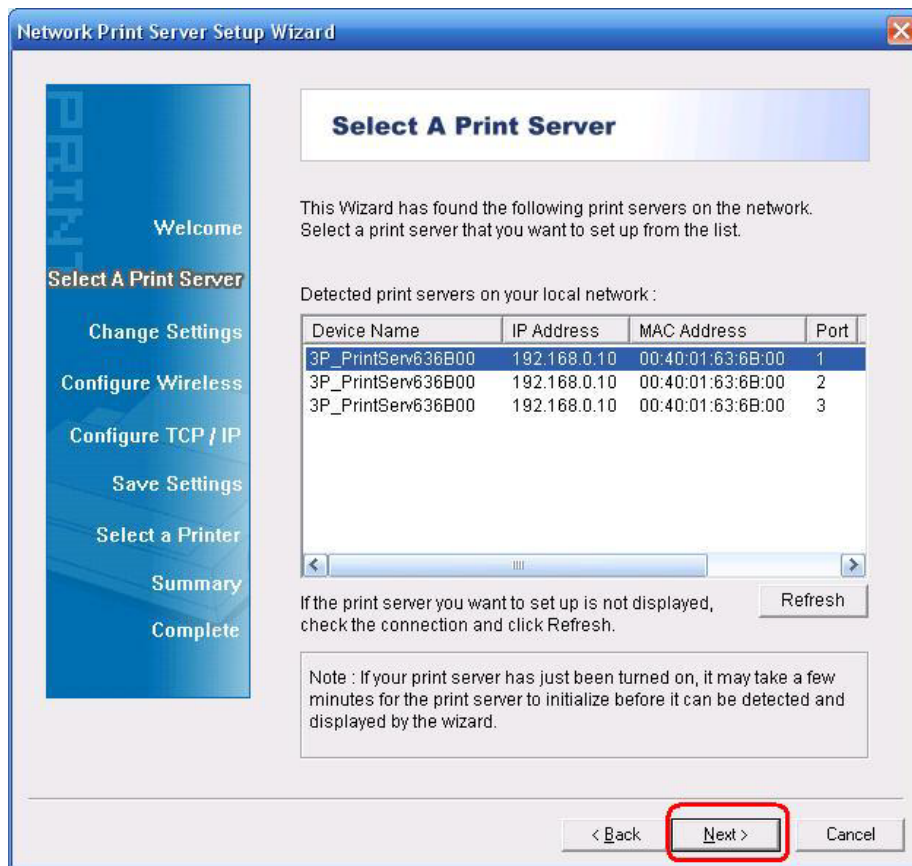 Network Print Server Setup Wizard
PRINT
Welcome
Select A Print Server
Change Settings
Configure Wireless
Configure TCP / IP
Save Settings
Select a Printer
Summary
Complete
Select A Print Server
This Wizard has found the following print servers on the network.
Select a print server that you want to set up from the list.
Detected print servers on your local network :
Device Name IP Address MAC Address Port
3P_PrintServ636B00 192.168.0.10 00:40:01:63:6B:00 1
3P_PrintServ636B00 192.168.0.10 00:40:01:63:6B:00 2
3P_PrintServ636B00 192.168.0.10 00:40:01:63:6B:00 3
If the print server you want to set up is not displayed,
check the connection and click Refresh.
Refresh
Note : If your print server has just been turned on, it may take a few
minutes for the print server to initialize before it can be detected and
displayed by the wizard.
< Back Next > Cancel